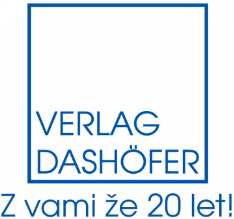 VERLAG
DASHÖFER
Z vami že 20 let!